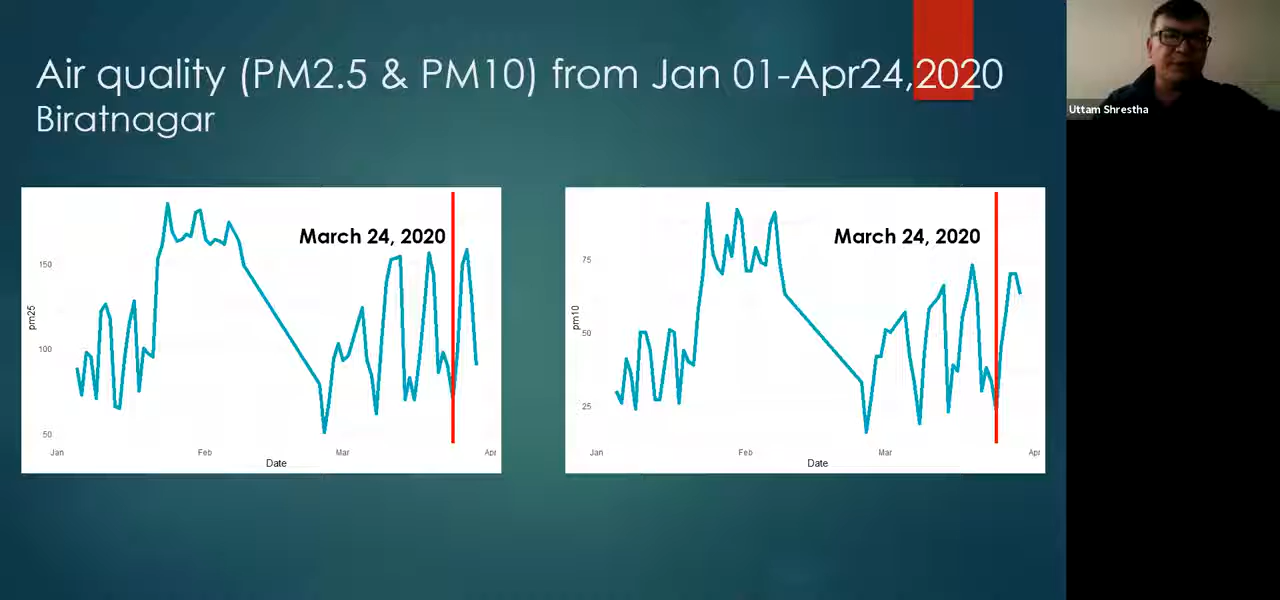 Air quality (PM2.5 & PM10) from Jan 01-Apr24,2020
Biratnagar
Uttam Shrestha
March 24, 2020
150
100
50
pm25
Jan Feb Mar Apr
Date
March 24, 2020
75
50
25
pm10
Jan Feb Mar Apr
Date